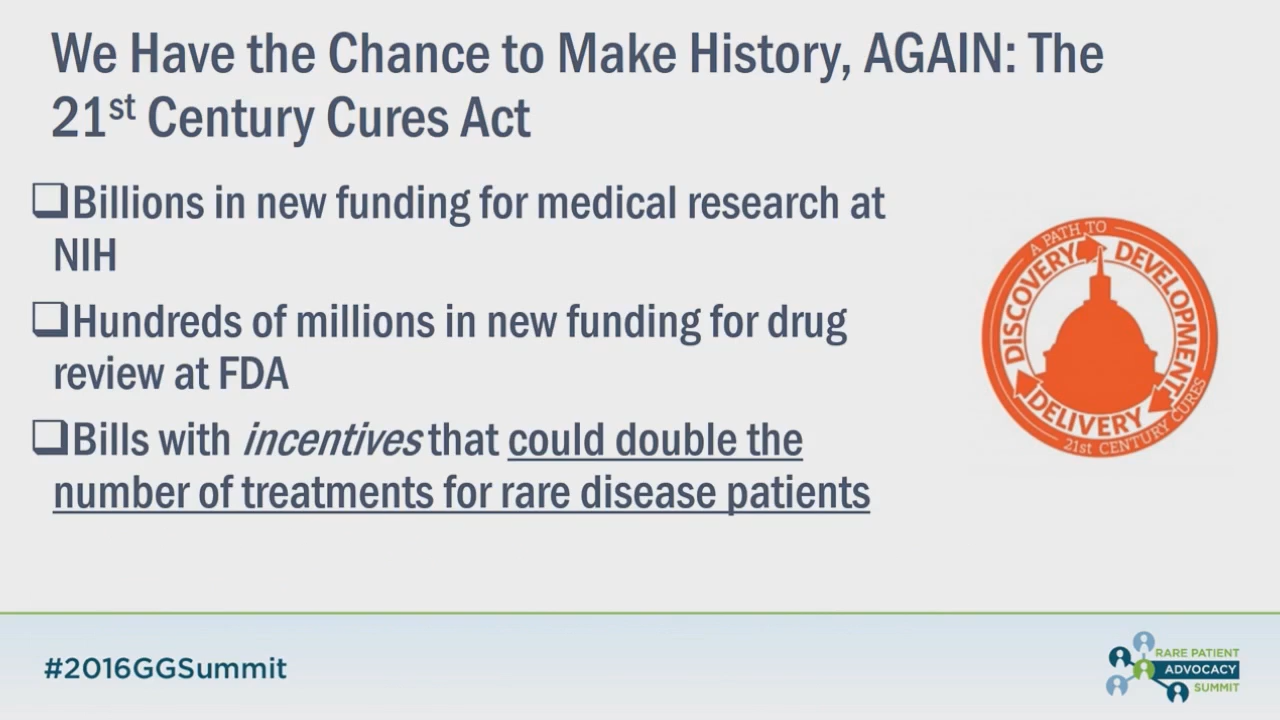 We Have the Chance to Make History, AGAIN: The
21st Century Cures Act
❑Billions in new funding for medical research at
NIH
❑Hundreds of millions in new funding for drug
review at FDA
❑Bills with incentives that could double the
number of treatments for rare disease patients
A PATH TO
DISCOVERY
DEVELOPMENT
DELIVERY
21st CENTURY CURES
#2016GGSummit
RARE PATIENT
ADVOCACY
SUMMIT